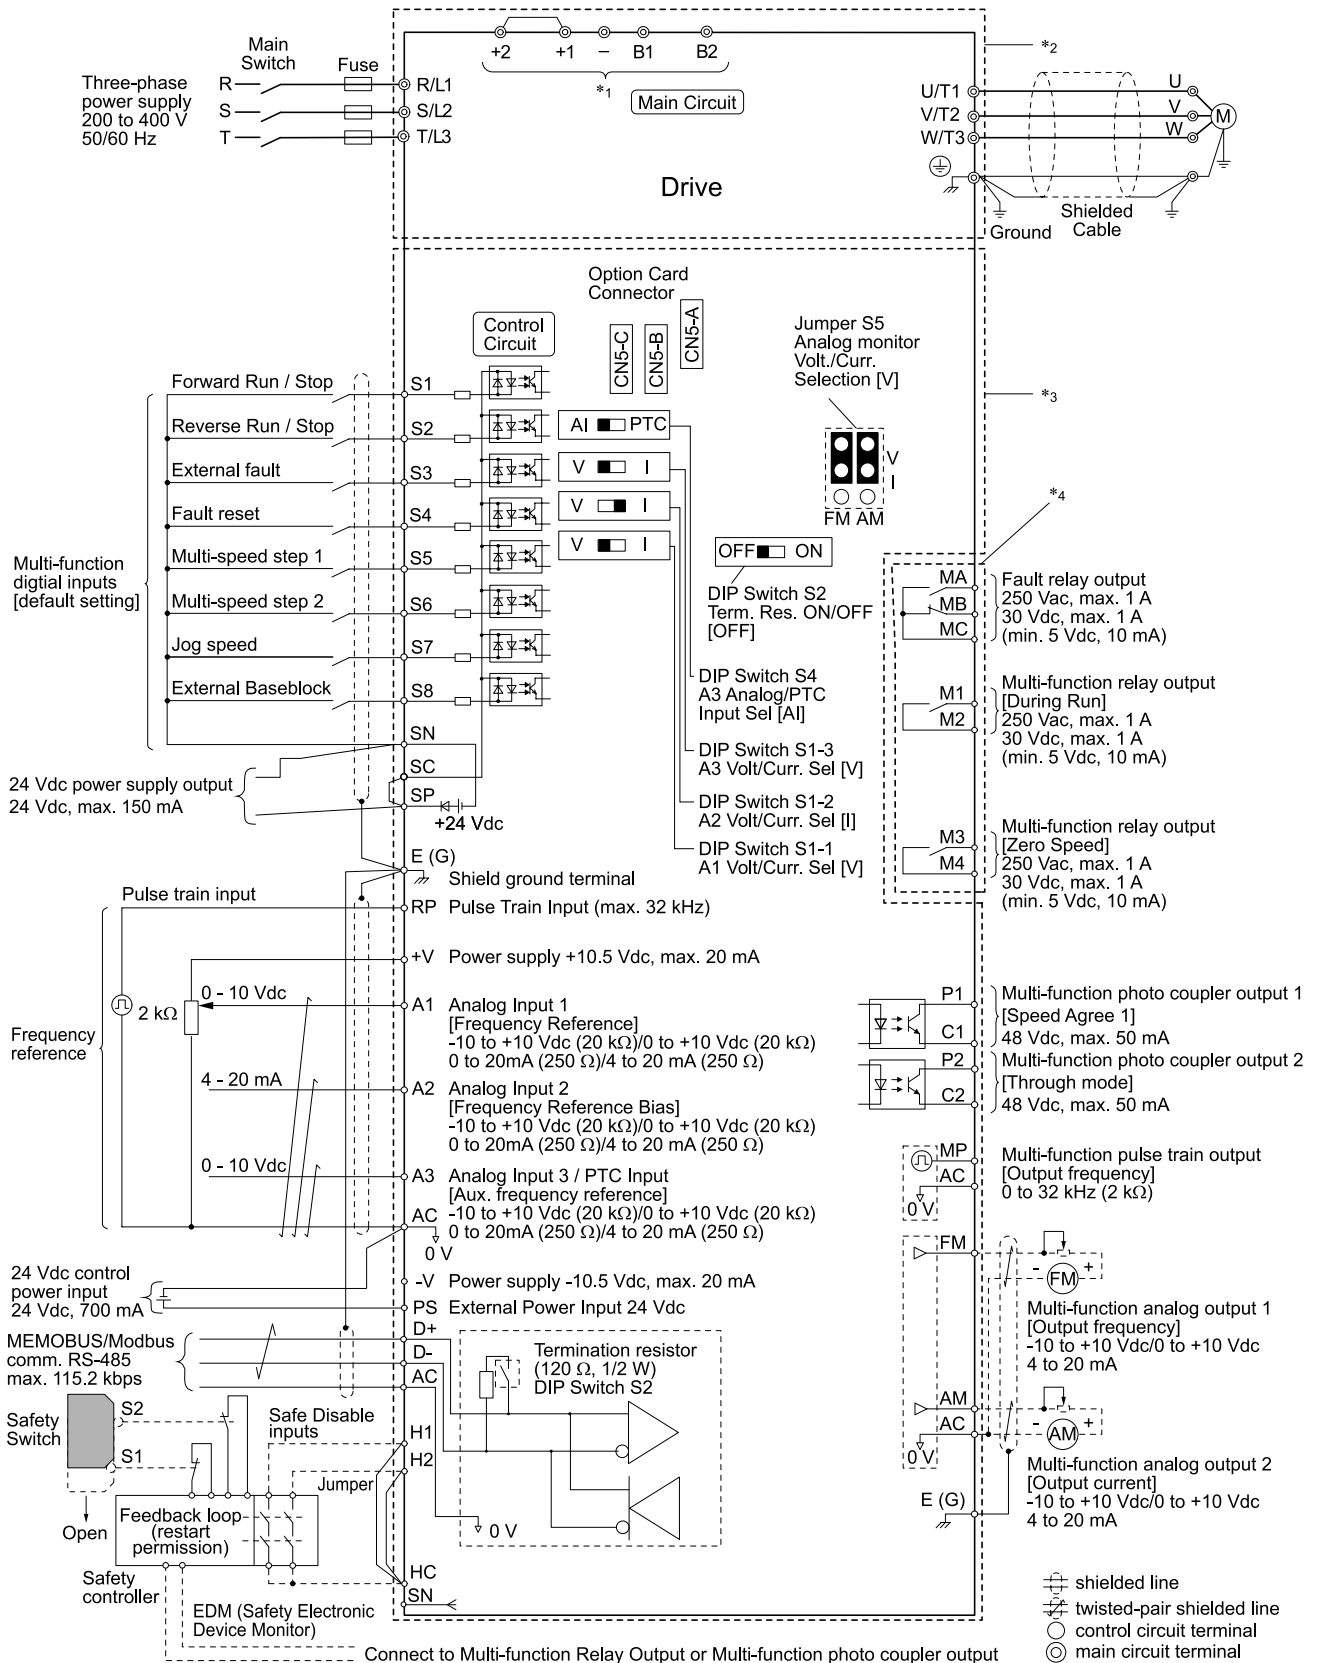 Main
Switch
Fuse
Three-phase
power supply
200 to 400 V
50/60 Hz
R
S
T
R/L1
S/L2
T/L3
+2
+1
–
B1
B2
*1
Main Circuit
Drive
*2
U/T1
V/T2
W/T3
U
V
W
M
Ground
Shielded
Cable
Option Card
Connector
CN5-C
CN5-B
CN5-A
Control
Circuit
Jumper S5
Analog monitor
Volt./Curr.
Selection [V]
V
I
FM AM
*3
*4
AI PTC
V I
V I
V I
OFF ON
DIP Switch S2
Term. Res. ON/OFF
[OFF]
DIP Switch S4
A3 Analog/PTC
Input Sel [AI]
DIP Switch S1-3
A3 Volt/Curr. Sel [V]
DIP Switch S1-2
A2 Volt/Curr. Sel [I]
DIP Switch S1-1
A1 Volt/Curr. Sel [V]
Multi-function
digtial inputs
[default setting]
Forward Run / Stop
S1
Reverse Run / Stop
S2
External fault
S3
Fault reset
S4
Multi-speed step 1
S5
Multi-speed step 2
S6
Jog speed
S7
External Baseblock
S8
SN
SC
SP
+24 Vdc
24 Vdc power supply output
24 Vdc, max. 150 mA
E (G)
Shield ground terminal
MA
MB
MC
Fault relay output
250 Vac, max. 1 A
30 Vdc, max. 1 A
(min. 5 Vdc, 10 mA)
M1
M2
Multi-function relay output
[During Run]
250 Vac, max. 1 A
30 Vdc, max. 1 A
(min. 5 Vdc, 10 mA)
M3
M4
Multi-function relay output
[Zero Speed]
250 Vac, max. 1 A
30 Vdc, max. 1 A
(min. 5 Vdc, 10 mA)
Pulse train input
RP
Pulse Train Input (max. 32 kHz)
+V
Power supply +10.5 Vdc, max. 20 mA
Frequency
reference
2 kΩ
0 - 10 Vdc
A1
Analog Input 1
[Frequency Reference]
-10 to +10 Vdc (20 kΩ)/0 to +10 Vdc (20 kΩ)
0 to 20mA (250 Ω)/4 to 20 mA (250 Ω)
4 - 20 mA
A2
Analog Input 2
[Frequency Reference Bias]
-10 to +10 Vdc (20 kΩ)/0 to +10 Vdc (20 kΩ)
0 to 20mA (250 Ω)/4 to 20 mA (250 Ω)
0 - 10 Vdc
A3
Analog Input 3 / PTC Input
[Aux. frequency reference]
-10 to +10 Vdc (20 kΩ)/0 to +10 Vdc (20 kΩ)
0 to 20mA (250 Ω)/4 to 20 mA (250 Ω)
AC
0 V
-V
Power supply -10.5 Vdc, max. 20 mA
PS
External Power Input 24 Vdc
24 Vdc control
power input
24 Vdc, 700 mA
P1
C1
Multi-function photo coupler output 1
[Speed Agree 1]
48 Vdc, max. 50 mA
P2
C2
Multi-function photo coupler output 2
[Through mode]
48 Vdc, max. 50 mA
MP
AC
0 V
Multi-function pulse train output
[Output frequency]
0 to 32 kHz (2 kΩ)
FM
- +
FM
Multi-function analog output 1
[Output frequency]
-10 to +10 Vdc/0 to +10 Vdc
4 to 20 mA
AM
AC
0 V
- +
AM
Multi-function analog output 2
[Output current]
-10 to +10 Vdc/0 to +10 Vdc
4 to 20 mA
E (G)
MEMOBUS/Modbus
comm. RS-485
max. 115.2 kbps
D+
D-
AC
Termination resistor
(120 Ω, 1/2 W)
DIP Switch S2
0 V
Safety
Switch
S2
S1
Open
Safe Disable
inputs
H1
H2
Jumper
Feedback loop
(restart
permission)
Safety
controller
HC
SN
EDM (Safety Electronic
Device Monitor)
Connect to Multi-function Relay Output or Multi-function photo coupler output
shielded line
twisted-pair shielded line
control circuit terminal
main circuit terminal